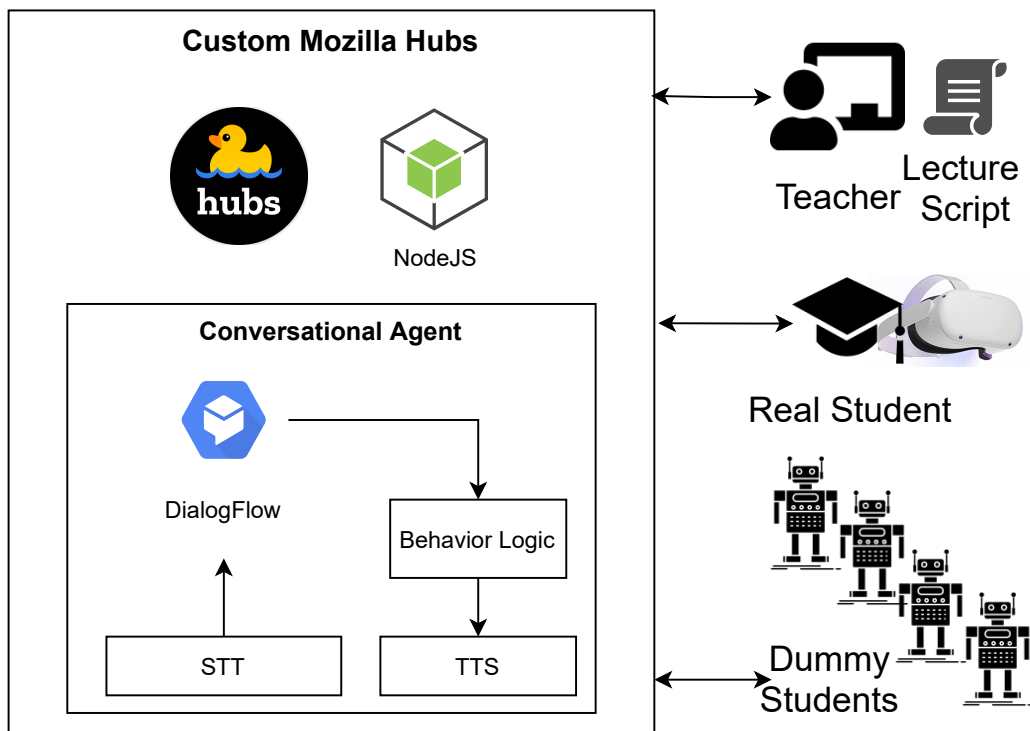 Custom Mozilla Hubs
hubs
NodeJS
Conversational Agent
DialogFlow
Behavior Logic
STT
TTS
Teacher
Lecture
Script
Real Student
Dummy
Students